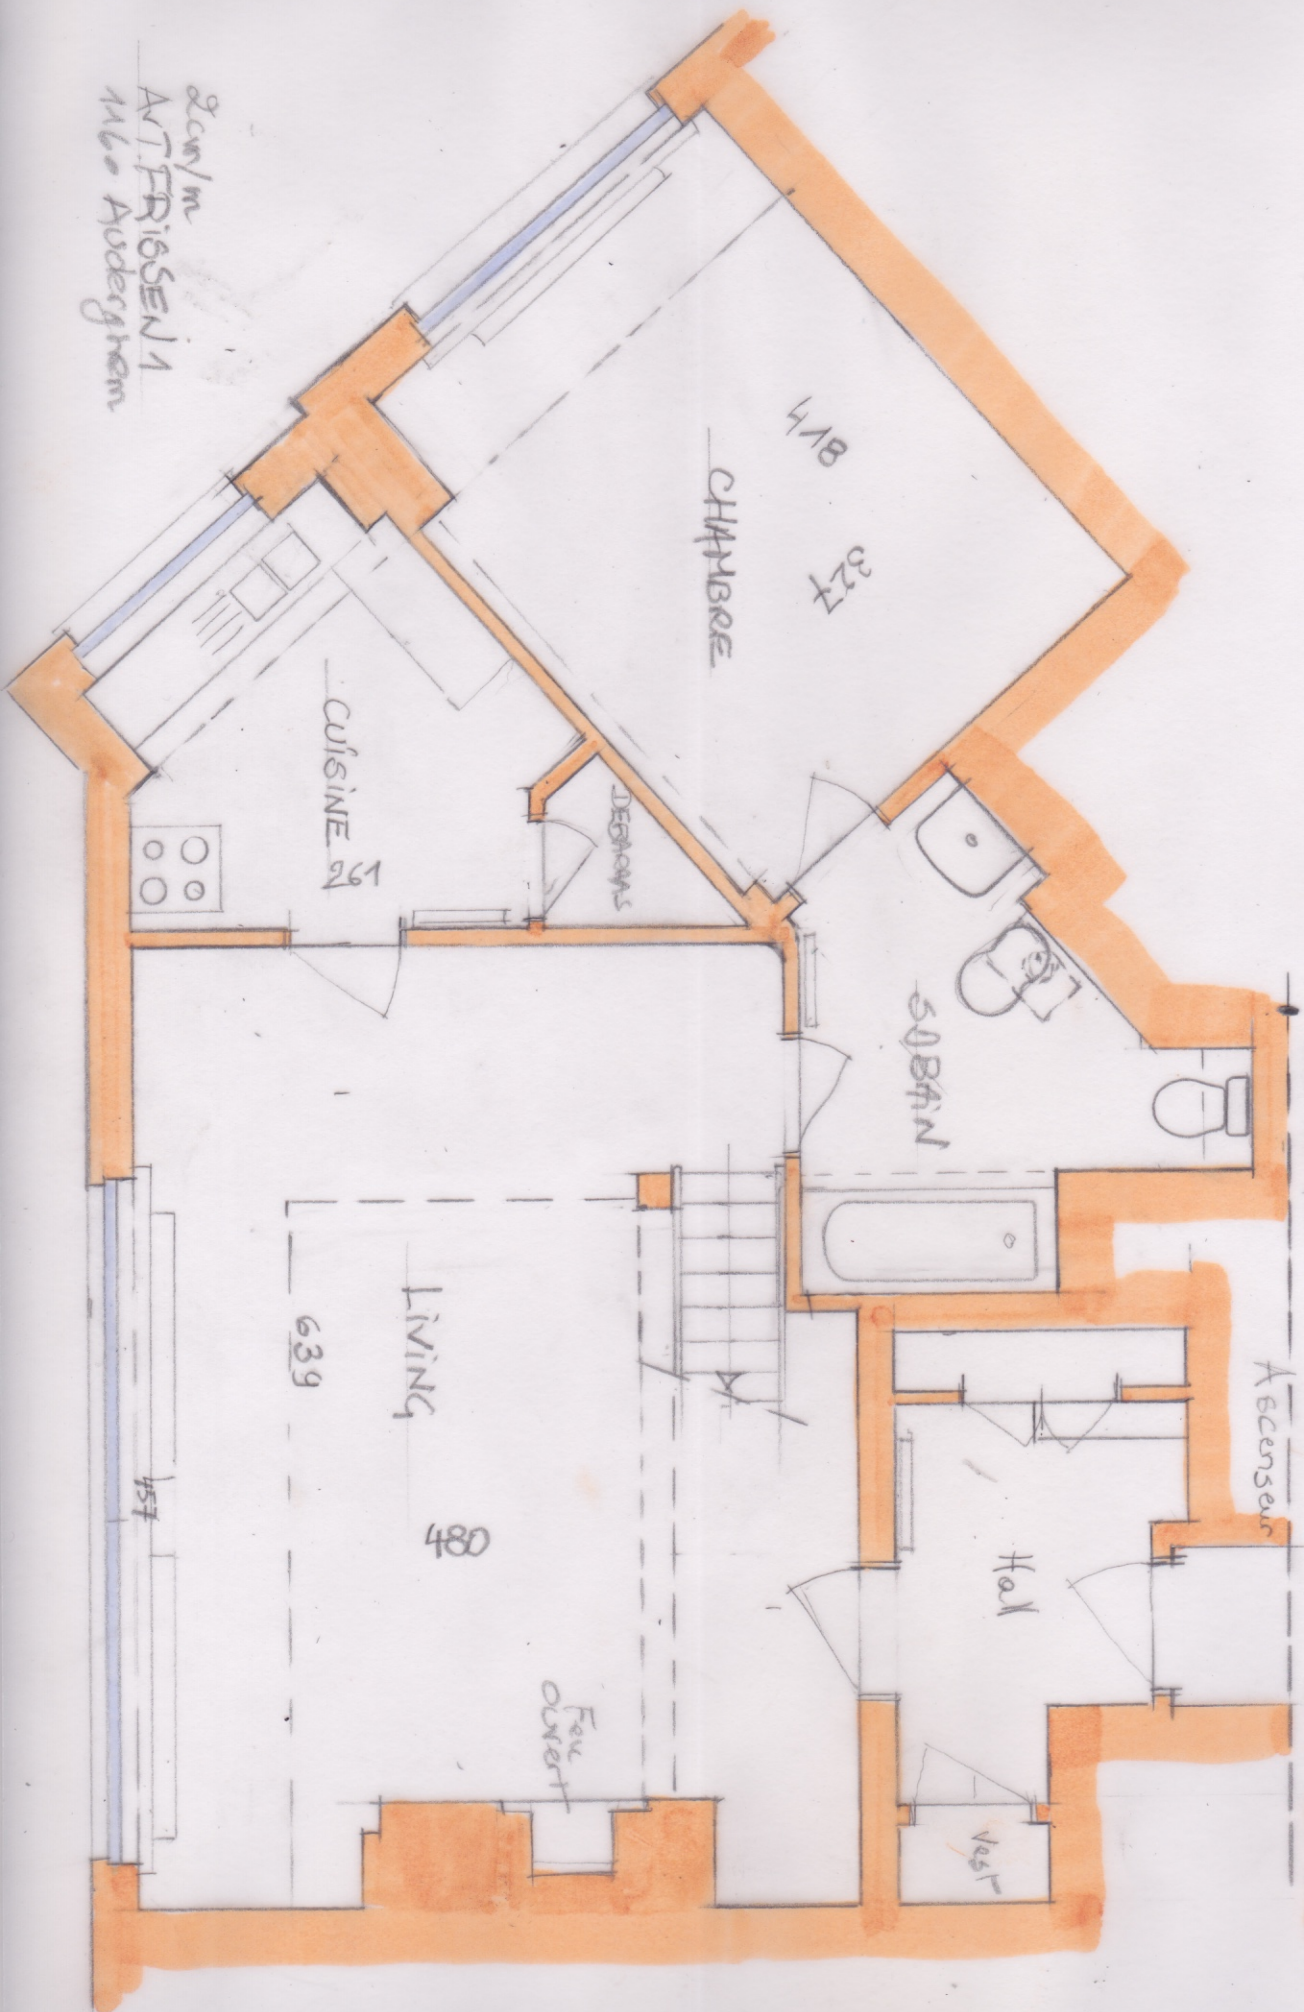 2cm/m
Av T. FRISSEN 1
1160 Auderghem
418
327
CHAMBRE
CUISINE 261
DEBARRAS
SDBAIN
LIVING
639
480
457
Feu
ouvert
Hall
Vest
Ascenseur